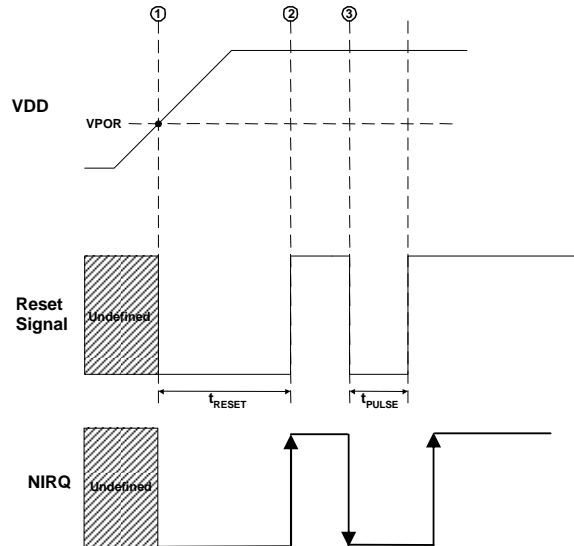 1 2 3
VDD
VPOR
Reset
Signal
Undefined
tRESET
tPULSE
NIRQ
Undefined